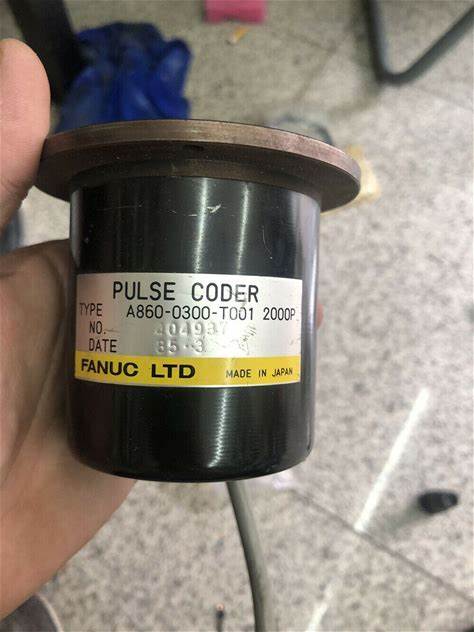 PULSE CODER
TYPE A860-0300-T001 2000P
NO. 404937
DATE 85·3
FANUC LTD MADE IN JAPAN